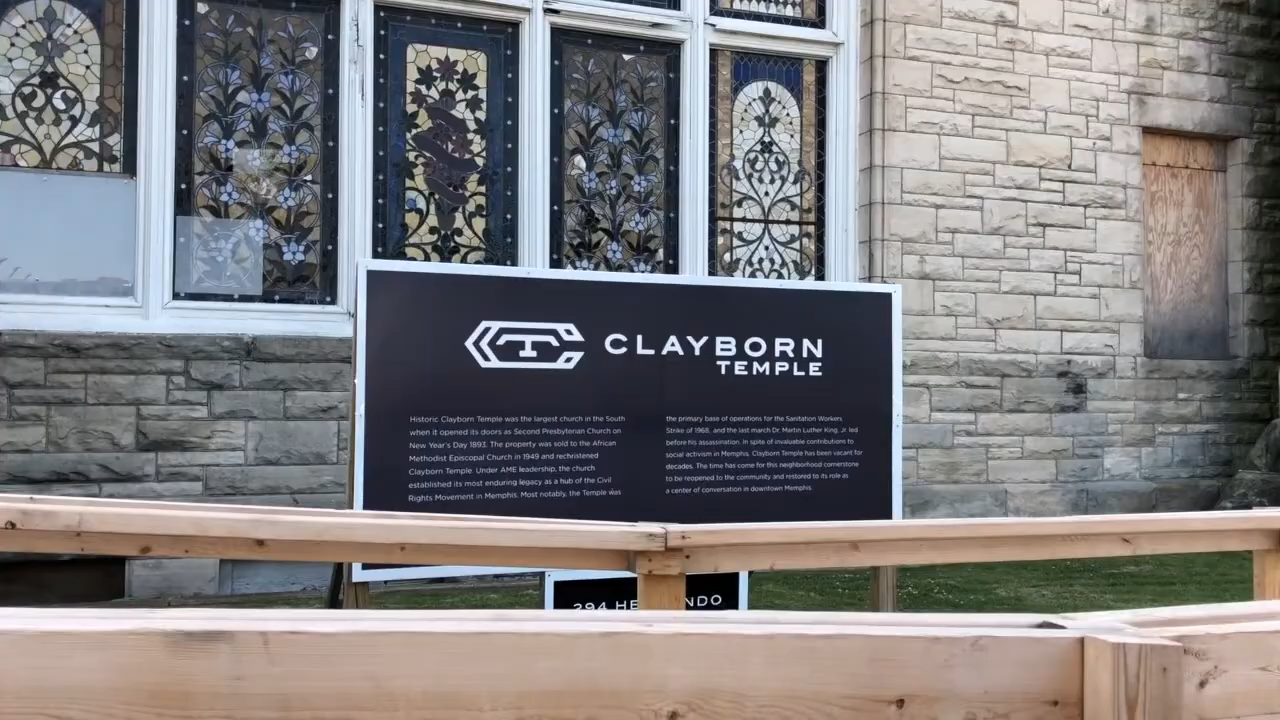 CT CLAYBORN
TEMPLE
Historic Clayborn Temple was the largest church in the South
when it opened its doors as Second Presbyterian Church on
New Year's Day 1893. The property was sold to the African
Methodist Episcopal Church in 1949 and rechristened
Clayborn Temple. Under AME leadership, the church
established its most enduring legacy as a hub of the Civil
Rights Movement in Memphis. Most notably, the Temple was
the primary base of operations for the Sanitation Workers
Strike of 1968, and the last march Dr. Martin Luther King, Jr. led
before his assassination. In spite of invaluable contributions to
social activism in Memphis, Clayborn Temple has been vacant for
decades. The time has come for this neighborhood cornerstone
to be reopened to the community and restored to its role as
a center of conversation in downtown Memphis.
294 HE NDO